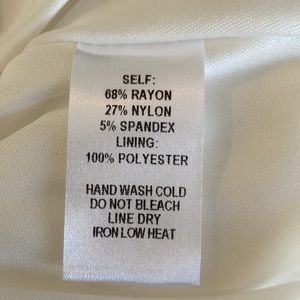 SELF:
68% RAYON
27% NYLON
5% SPANDEX
LINING:
100% POLYESTER
HAND WASH COLD
DO NOT BLEACH
LINE DRY
IRON LOW HEAT